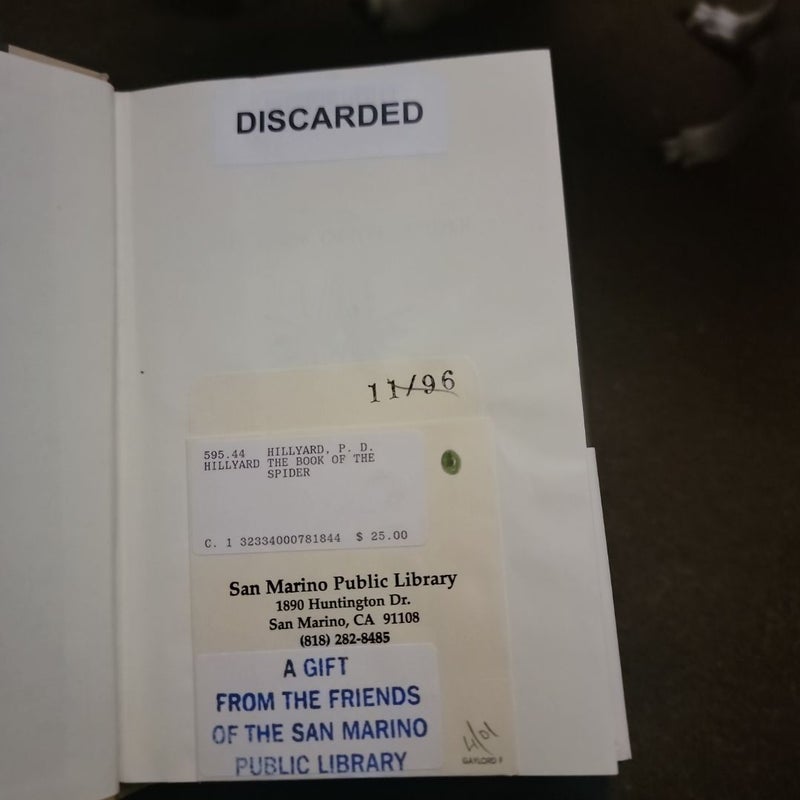 DISCARDED
11/96
595.44 HILLYARD, P. D.
HILLYARD THE BOOK OF THE
SPIDER
C. 1 32334000781844 $ 25.00
San Marino Public Library
1890 Huntington Dr.
San Marino, CA 91108
(818) 282-8485
A GIFT
FROM THE FRIENDS
OF THE SAN MARINO
PUBLIC LIBRARY
4/01
GAYLORD F